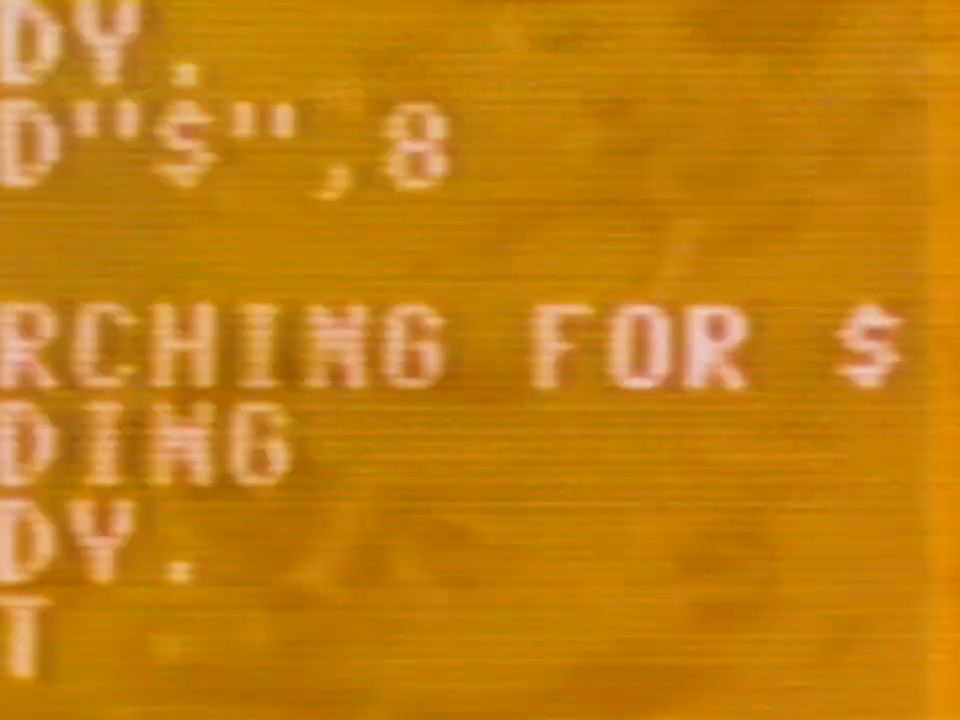 DY.
D"$",8
RCHING FOR $
DING
DY.
T